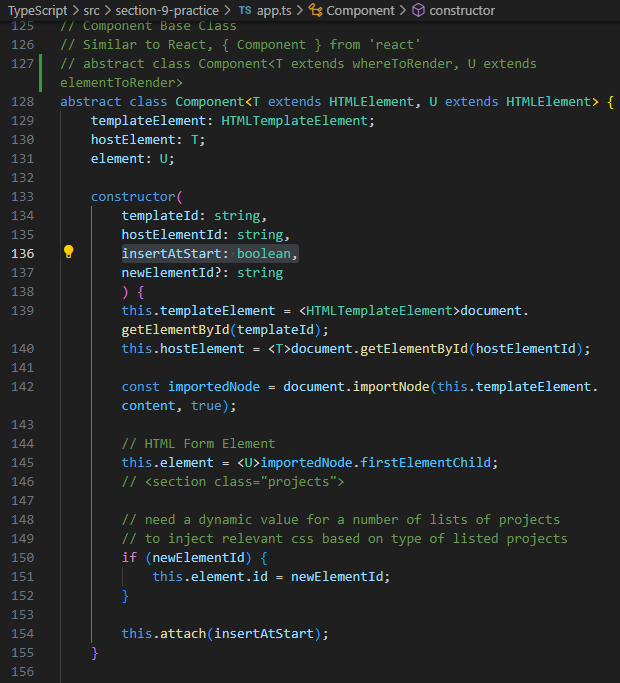 TypeScript > src > section-9-practice > TS app.ts > Component > constructor
125 // Component Base Class
126 // Similar to React, { Component } from 'react'
127 // abstract class Component<T extends whereToRender, U extends
elementToRender>
128 abstract class Component<T extends HTMLElement, U extends HTMLElement> {
129 templateElement: HTMLTemplateElement;
130 hostElement: T;
131 element: U;
132
133 constructor(
134 templateId: string,
135 hostElementId: string,
136 insertAtStart: boolean,
137 newElementId?: string
138 ) {
139 this.templateElement = <HTMLTemplateElement>document.
getElementById(templateId);
140 this.hostElement = <T>document.getElementById(hostElementId);
141
142 const importedNode = document.importNode(this.templateElement.
content, true);
143
144 // HTML Form Element
145 this.element = <U>importedNode.firstElementChild;
146 // <section class="projects">
147
148 // need a dynamic value for a number of lists of projects
149 // to inject relevant css based on type of listed projects
150 if (newElementId) {
151 this.element.id = newElementId;
152 }
153
154 this.attach(insertAtStart);
155 }
156